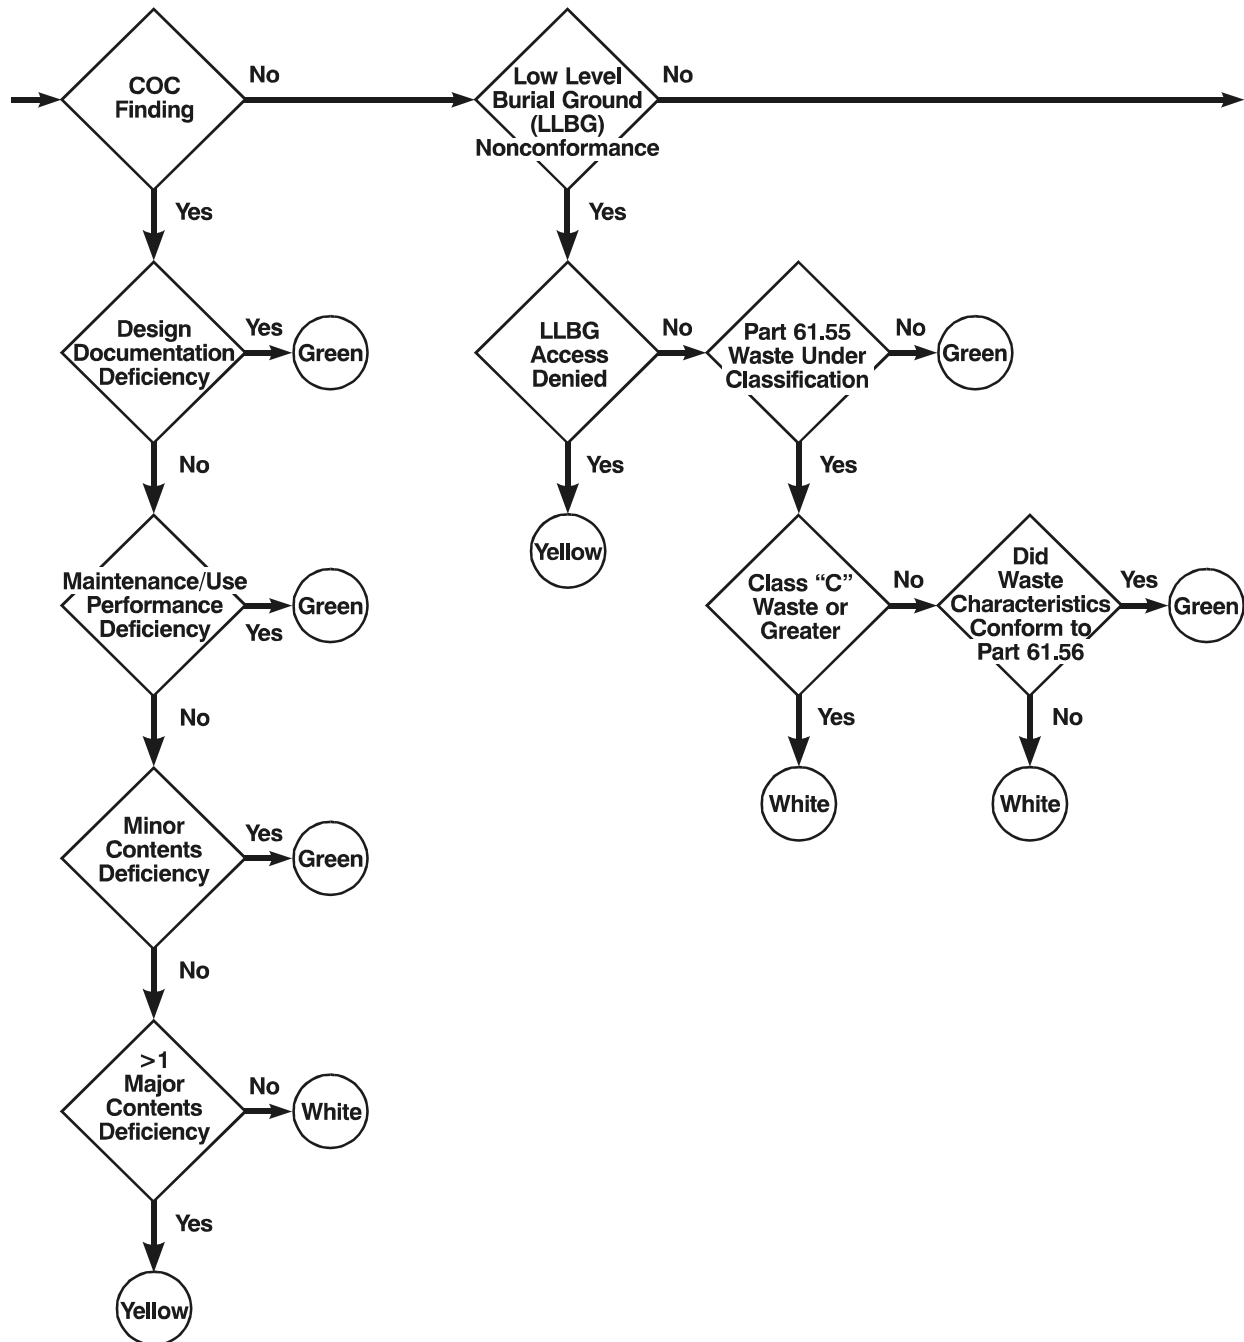 COC
Finding
No
Low Level
Burial Ground
(LLBG)
Nonconformance
No
Yes
Yes
Design
Documentation
Deficiency
Yes
Green
LLBG
Access
Denied
No
Part 61.55
Waste Under
Classification
No
Green
No
Yes
Yes
Yellow
Maintenance/Use
Performance
Deficiency
Yes
Green
Class “C”
Waste or
Greater
No
Did
Waste
Characteristics
Conform to
Part 61.56
Yes
Green
No
Yes
No
White
White
Minor
Contents
Deficiency
Yes
Green
No
>1
Major
Contents
Deficiency
No
White
Yes
Yellow